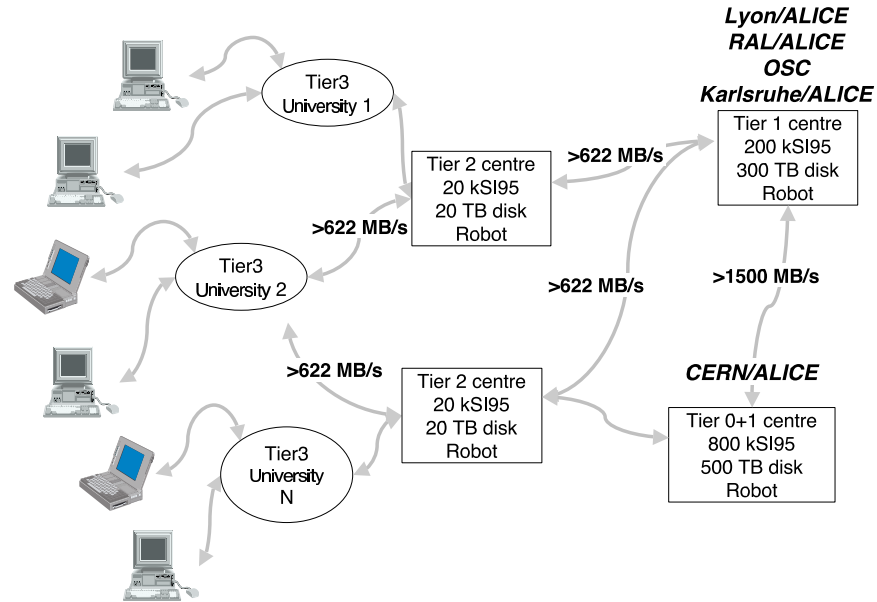 Lyon/ALICE
RAL/ALICE
OSC
Karlsruhe/ALICE
Tier3
University 1
Tier 1 centre
200 kSI95
300 TB disk
Robot
>622 MB/s
Tier 2 centre
20 kSI95
20 TB disk
Robot
>622 MB/s
Tier3
University 2
>622 MB/s
>1500 MB/s
>622 MB/s
CERN/ALICE
Tier 2 centre
20 kSI95
20 TB disk
Robot
Tier 0+1 centre
800 kSI95
500 TB disk
Robot
Tier3
University
N